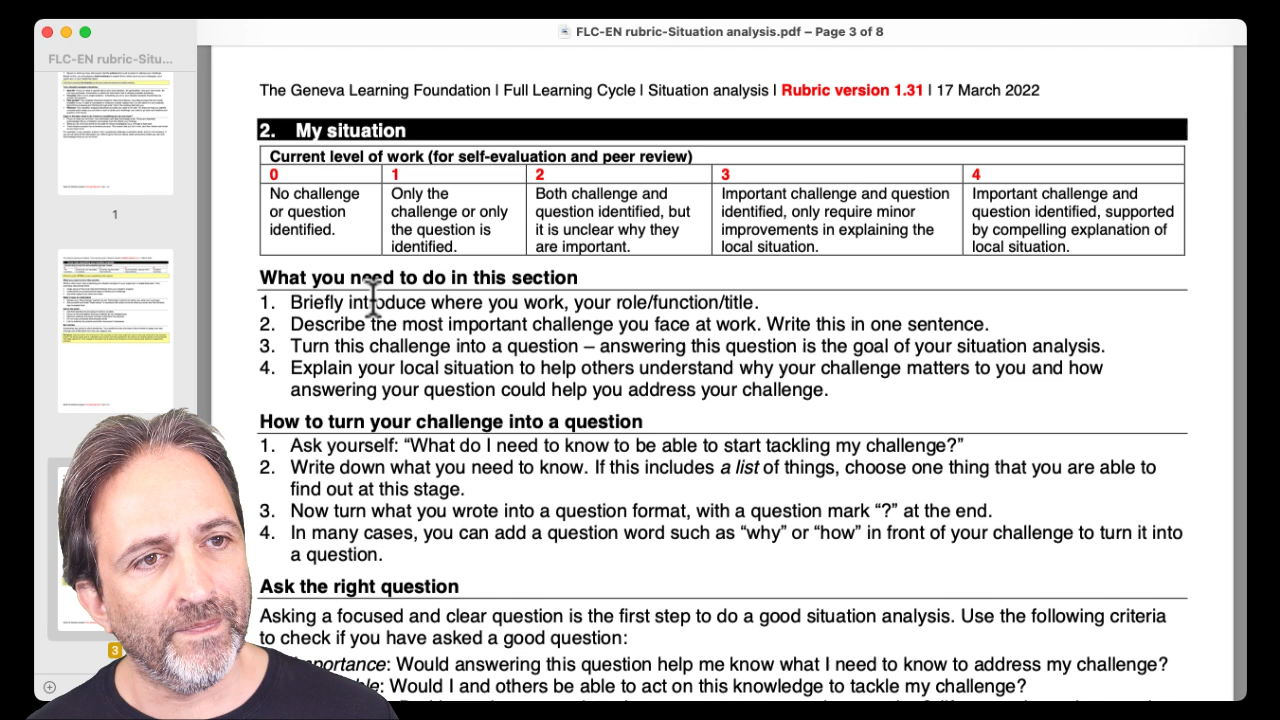 FLC-EN rubric-Situation analysis.pdf – Page 3 of 8
FLC-EN rubric-Situ...
The Geneva Learning Foundation | Full Learning Cycle | Situation analysis | Rubric version 1.31 | 17 March 2022
2. My situation
Current level of work (for self-evaluation and peer review)
0 1 2 3 4
No challenge or question identified.
Only the challenge or only the question is identified.
Both challenge and question identified, but it is unclear why they are important.
Important challenge and question identified, only require minor improvements in explaining the local situation.
Important challenge and question identified, supported by compelling explanation of local situation.
What you need to do in this section
1. Briefly introduce where you work, your role/function/title.
2. Describe the most important challenge you face at work. Write this in one sentence.
3. Turn this challenge into a question – answering this question is the goal of your situation analysis.
4. Explain your local situation to help others understand why your challenge matters to you and how
answering your question could help you address your challenge.
How to turn your challenge into a question
1. Ask yourself: “What do I need to know to be able to start tackling my challenge?”
2. Write down what you need to know. If this includes a list of things, choose one thing that you are able to
find out at this stage.
3. Now turn what you wrote into a question format, with a question mark “?” at the end.
4. In many cases, you can add a question word such as “why” or “how” in front of your challenge to turn it into
a question.
Ask the right question
Asking a focused and clear question is the first step to do a good situation analysis. Use the following criteria
to check if you have asked a good question:
: Would answering this question help me know what I need to know to address my challenge?
: Would I and others be able to act on this knowledge to tackle my challenge?
1
3